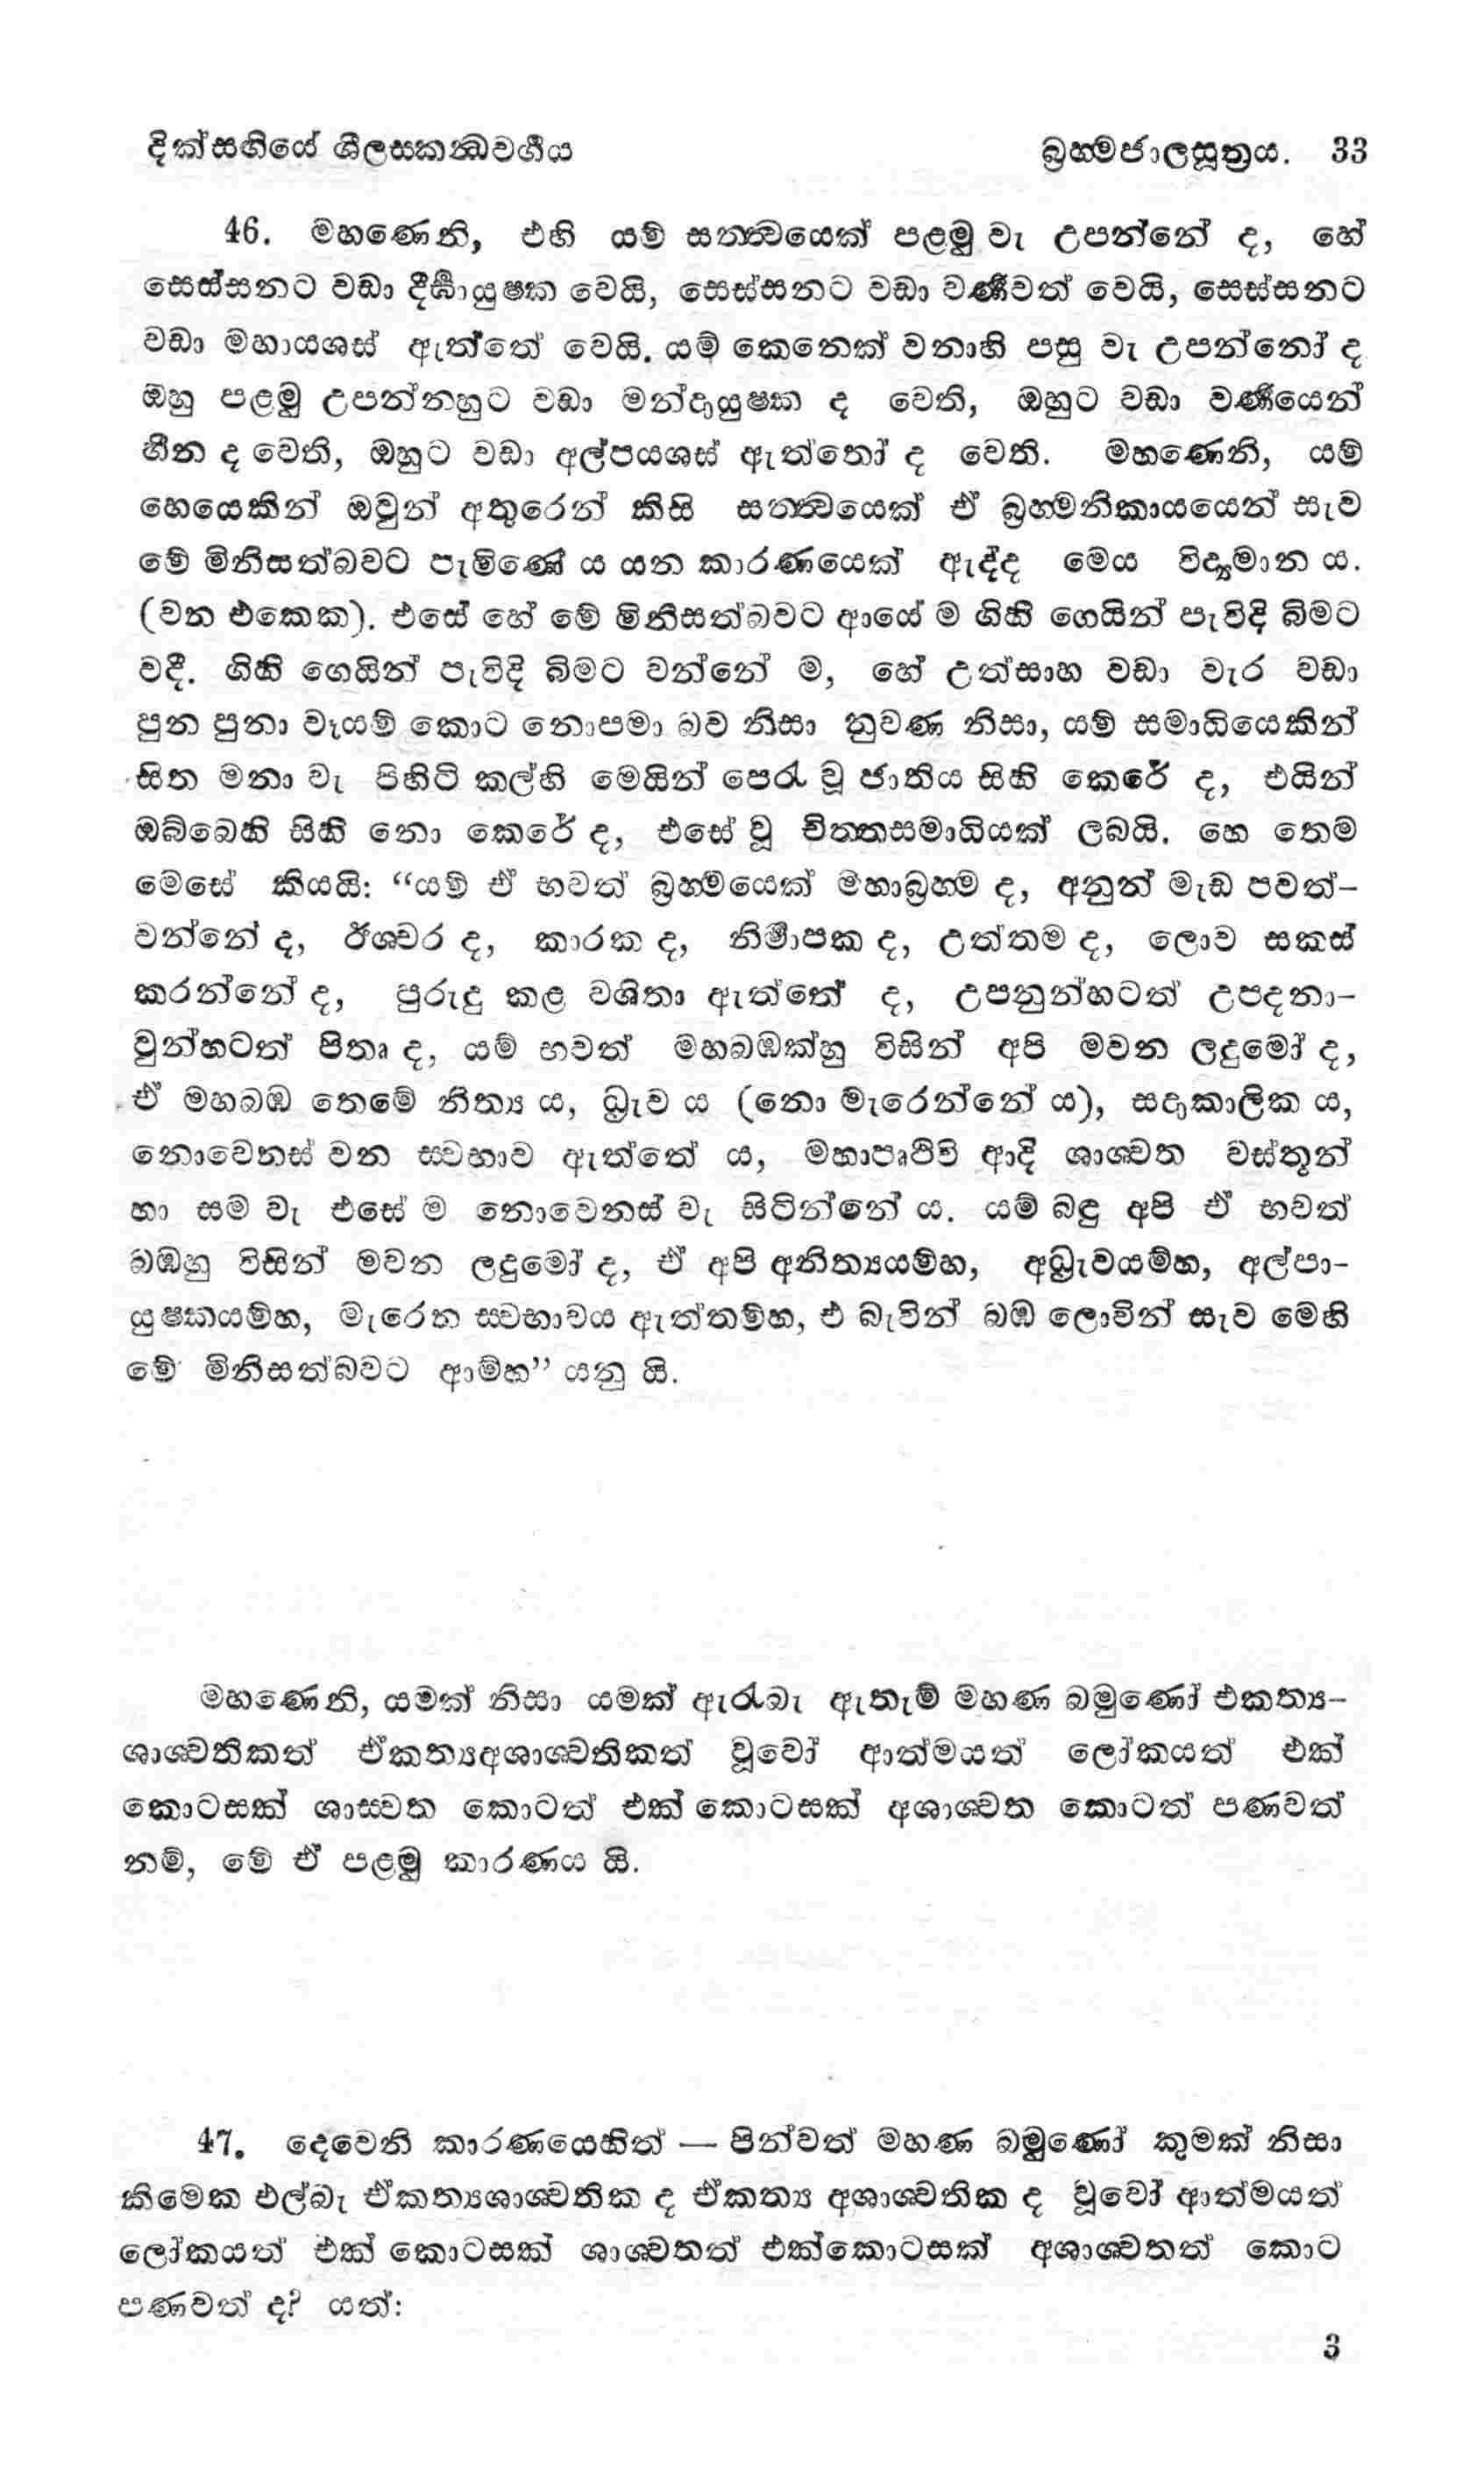 දික්සඟියේ ශීලස්කන්ධවර්ගය බ්‍රහ්මජාලසූත්‍රය. 33
46. මහණෙනි, එහි යම් සත්ත්වයෙක් පළමු වැ උපන්නේ ද, හේ
සෙස්සනට වඩා දීර්ඝායුෂ්ක වෙයි, සෙස්සනට වඩා වර්ණවත් වෙයි, සෙස්සනට
වඩා මහායශස් ඇත්තේ වෙයි. යම් කෙනෙක් වනාහි පසු වැ උපන්නෝ ද
ඔහු පළමු උපන්නහුට වඩා මන්දායුෂ්ක ද වෙති, ඔහුට වඩා වර්ණයෙන්
හීන ද වෙති, ඔහුට වඩා අල්පයශස් ඇත්තෝ ද වෙති. මහණෙනි, යම්
හෙයෙකින් ඔවුන් අතුරෙන් කිසි සත්ත්වයෙක් ඒ බ්‍රහ්මනිකායයෙන් සැව
මේ මිනිසත්බවට පැමිණේ ය යන කාරණයෙක් ඇද්ද මෙය විද්‍යමාන ය.
(වන එකෙක). එසේ හේ මේ මිනිසත්බවට ආයේ ම ගිහි ගෙයින් පැවිදි බිමට
වදී. ගිහි ගෙයින් පැවිදි බිමට වන්නේ ම, හේ උත්සාහ වඩා වැර වඩා
පුන පුනා වෑයම් කොට නොපමා බව නිසා නුවණ නිසා, යම් සමාධියෙකින්
සිත මනා වැ පිහිටි කල්හි මෙයින් පෙරැ වූ ජාතිය සිහි කෙරේ ද, එයින්
ඔබ්බෙහි සිහි නො කෙරේ ද, එසේ වූ චිත්තසමාධියක් ලබයි. හෙ තෙම
මෙසේ කියයි: “යම් ඒ භවත් බ්‍රහ්මයෙක් මහාබ්‍රහ්ම ද, අනුන් මැඩ පවත්-
වන්නේ ද, ඊශ්වර ද, කාරක ද, නිර්මාපක ද, උත්තම ද, ලොව සකස්
කරන්නේ ද, පුරුදු කළ වශිතා ඇත්තේ ද, උපනුන්හටත් උපදනා-
වුන්හටත් පිතෘ ද, යම් භවත් මහබඹක්හු විසින් අපි මවන ලදුමෝ ද,
ඒ මහබඹ තෙමේ නිත්‍ය ය, ධ්‍රැව ය (නො මැරෙන්නේ ය), සදාකාලික ය,
නොවෙනස් වන ස්වභාව ඇත්තේ ය, මහාපෘථිවි ආදි ශාශ්වත වස්තූන්
හා සම වැ එසේ ම නොවෙනස් වැ සිටින්නේ ය. යම් බඳු අපි ඒ භවත්
බඹහු විසින් මවන ලදුමෝ ද, ඒ අපි අනිත්‍යයම්හ, අධ්‍රැවයම්හ, අල්පා-
යුෂ්කයම්හ, මැරෙන ස්වභාවය ඇත්තම්හ, එ බැවින් බඹ ලොවින් සැව මෙහි
මේ මිනිසත්බවට ආම්හ” යනු යි.
මහණෙනි, යමක් නිසා යමක් ඇරැබැ ඇතැම් මහණ බමුණෝ එකත්‍ය-
ශාශ්වතිකත් ඒකත්‍යඅශාශ්වතිකත් වූවෝ ආත්මයත් ලෝකයත් එක්
කොටසක් ශාස්වත කොටත් එක් කොටසක් අශාශ්වත කොටත් පණවත්
නම්, මේ ඒ පළමු කාරණය යි.
47. දෙවෙනි කාරණයෙහිත් — පින්වත් මහණ බමුණෝ කුමක් නිසා
කිමෙක එල්බැ ඒකත්‍යශාශ්වතික ද ඒකත්‍ය අශාශ්වතික ද වූවෝ ආත්මයත්
ලෝකයත් එක් කොටසක් ශාශ්වතත් එක්කොටසක් අශාශ්වතත් කොට
පණවත් ද? යත්:
3